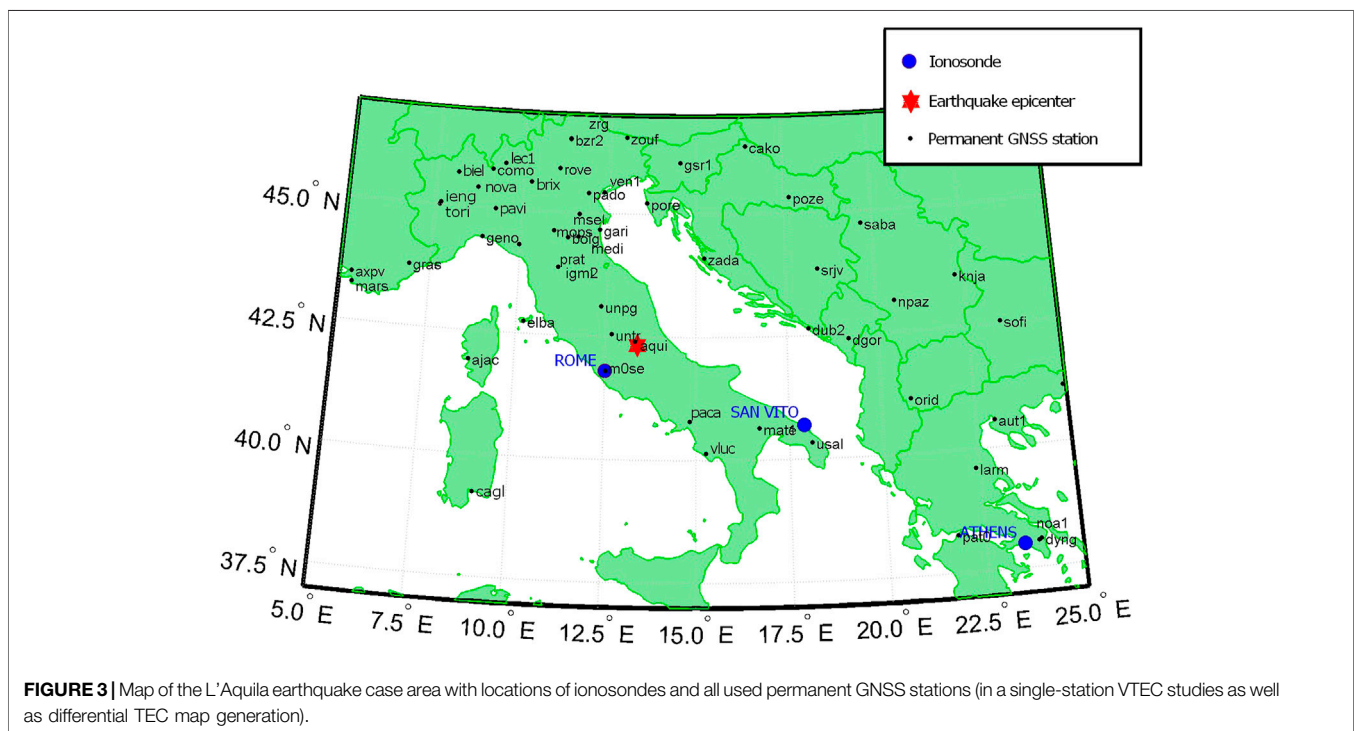 Ionosonde
Earthquake epicenter
Permanent GNSS station
zrg
bzr2
zouf
cako
lec1
biel
como
rove
gsr1
nova
brix
ven1
45.0° N
ieng
pado
poze
tori
pavi
pore
msel
saba
geno
mops
gari
bolg
medi
zada
axpv
gras
prat
igm2
srjv
knja
mars
unpg
npaz
42.5° N
elba
sofi
untr
dub2
aqui
dgor
ajac
ROME
m0se
orid
paca
SAN VITO
aut1
40.0° N
usal
vluc
larm
cagl
noa1
ATHENS
dyng
37.5° N
5.0° E
7.5° E
10.0° E
12.5° E
15.0° E
17.5° E
20.0° E
22.5° E
25.0° E
FIGURE 3 | Map of the L'Aquila earthquake case area with locations of ionosondes and all used permanent GNSS stations (in a single-station VTEC studies as well
as differential TEC map generation).